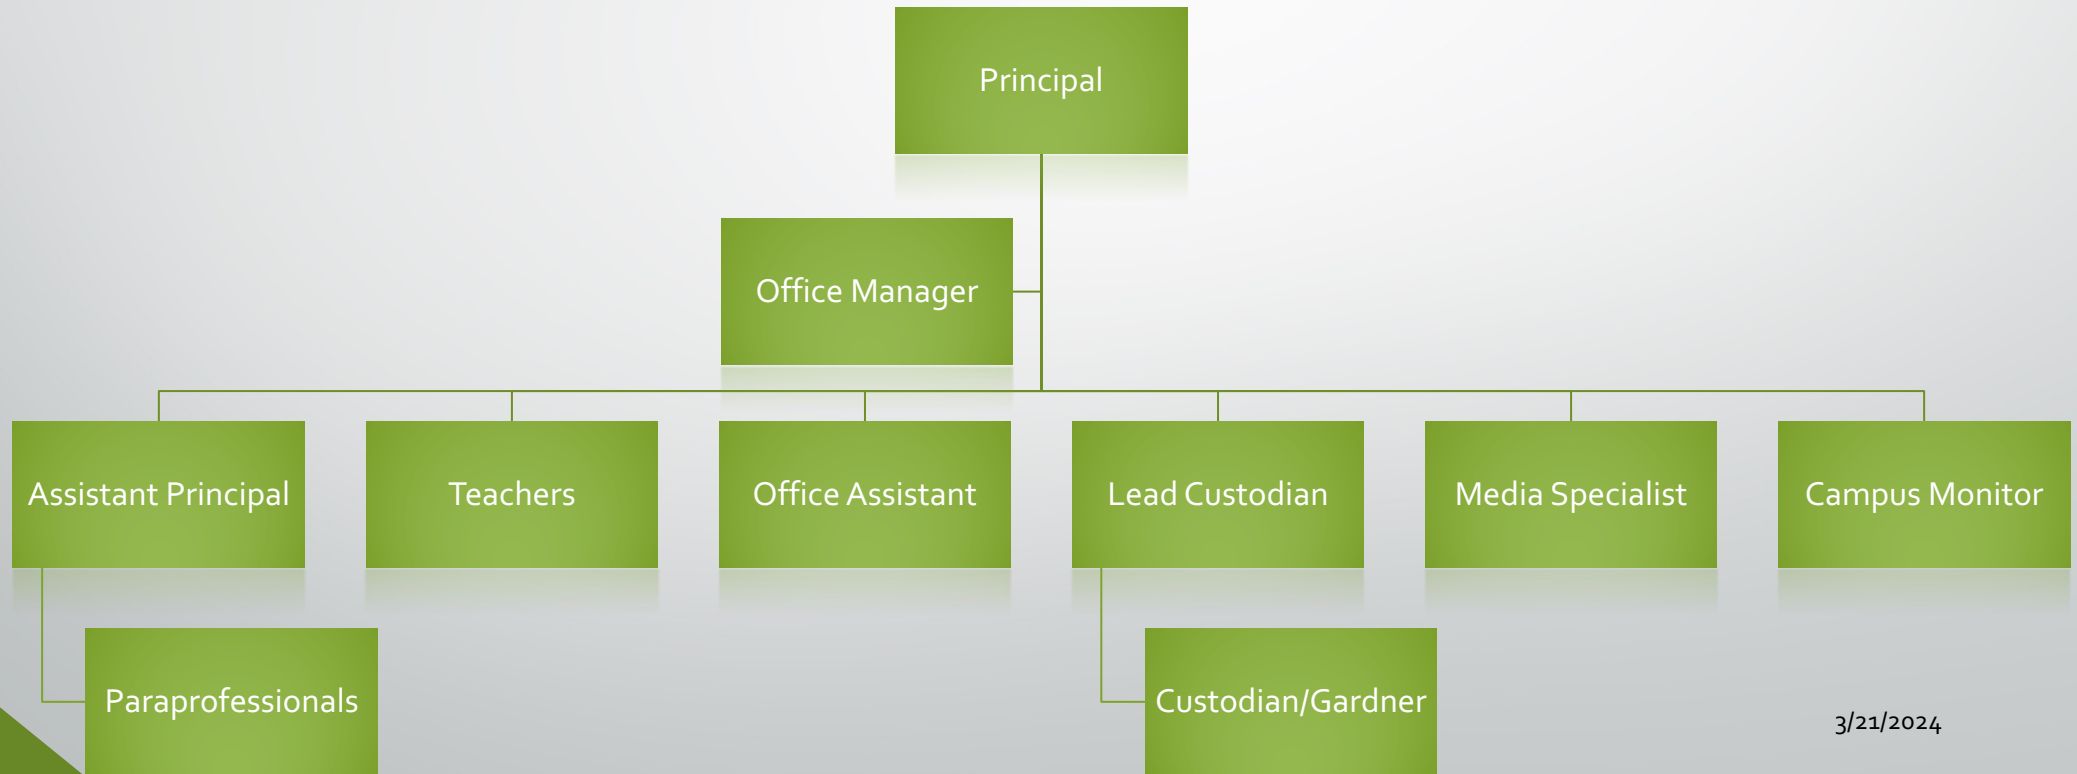 Principal
Office Manager
Assistant Principal
Teachers
Office Assistant
Lead Custodian
Media Specialist
Campus Monitor
Paraprofessionals
Custodian/Gardner
3/21/2024